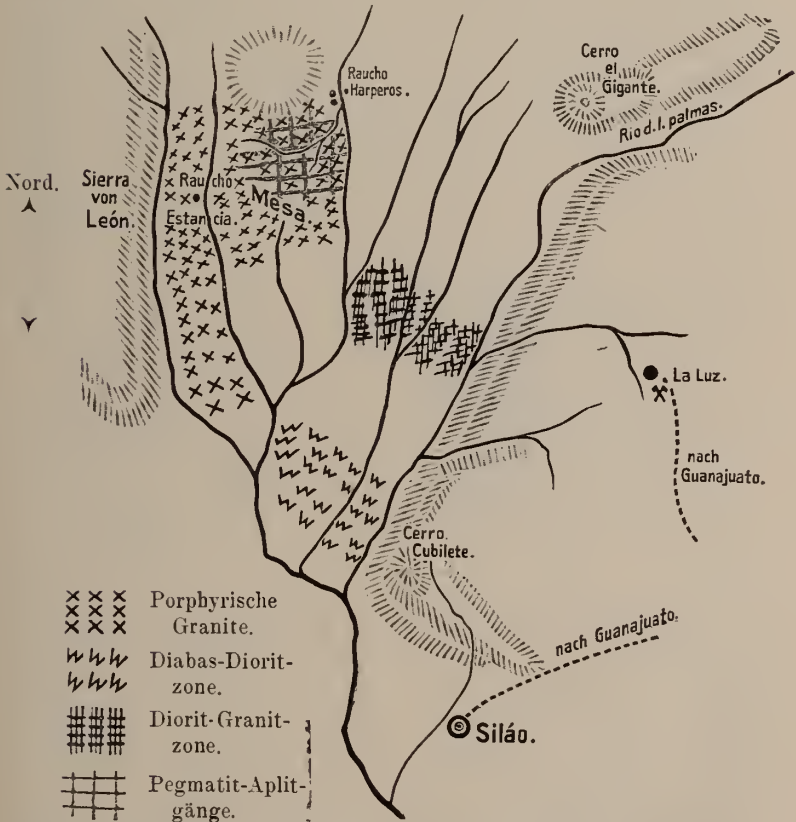 Cerro
el
Gigante.
Raucho
Harperos.
Rio d. l. palmas.
Nord.
Sierra
von
León.
Raucho
Estancia.
Mesa.
La Luz.
nach
Guanajuato.
Cerro
Cubilete.
nach Guanajuato.
Siláo.
Porphyrische
Granite.
Diabas-Diorit-
zone.
Diorit-Granit-
zone.
Pegmatit-Aplit-
gänge.